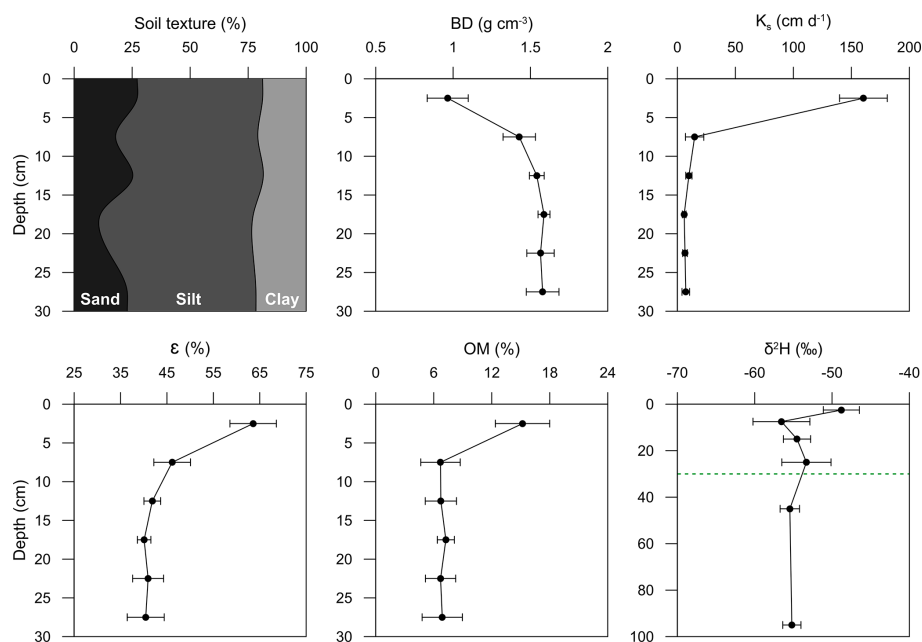 Soil texture (%)
0 25 50 75 100
BD (g cm-3)
0.5 1 1.5 2
Ks (cm d-1)
0 50 100 150 200
Depth (cm)
0
5
10
15
20
25
30
Sand Silt Clay
0
5
10
15
20
25
30
0
5
10
15
20
25
30
ε (%)
25 35 45 55 65 75
OM (%)
0 6 12 18 24
δ²H (‰)
-70 -60 -50 -40
Depth (cm)
0
5
10
15
20
25
30
0
5
10
15
20
25
30
0
20
40
60
80
100